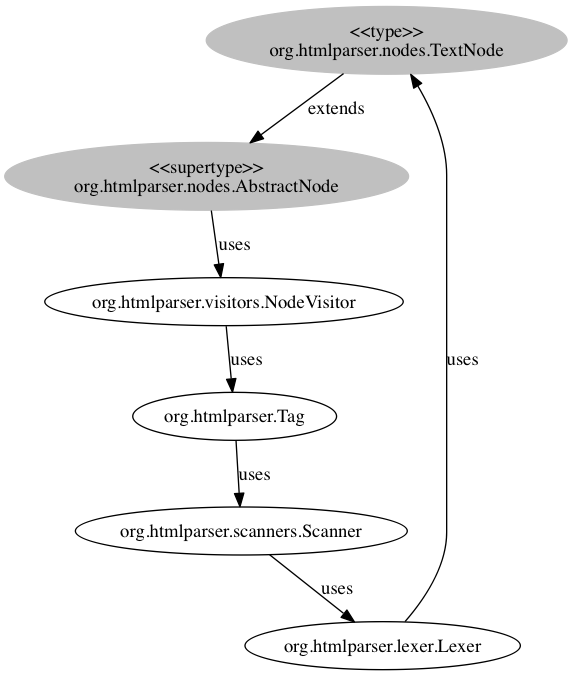 <<type>>
org.htmlparser.nodes.TextNode
extends
<<supertype>>
org.htmlparser.nodes.AbstractNode
uses
org.htmlparser.visitors.NodeVisitor
uses
uses
org.htmlparser.Tag
uses
org.htmlparser.scanners.Scanner
uses
org.htmlparser.lexer.Lexer